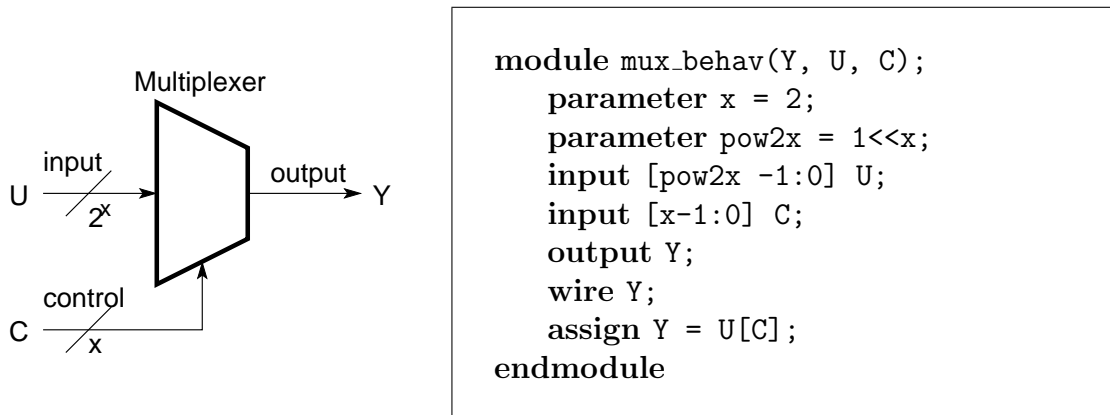 Multiplexer
input
output
U
Y
2^x
control
C
x
module mux_behav(Y, U, C);
parameter x = 2;
parameter pow2x = 1<<x;
input [pow2x -1:0] U;
input [x-1:0] C;
output Y;
wire Y;
assign Y = U[C];
endmodule